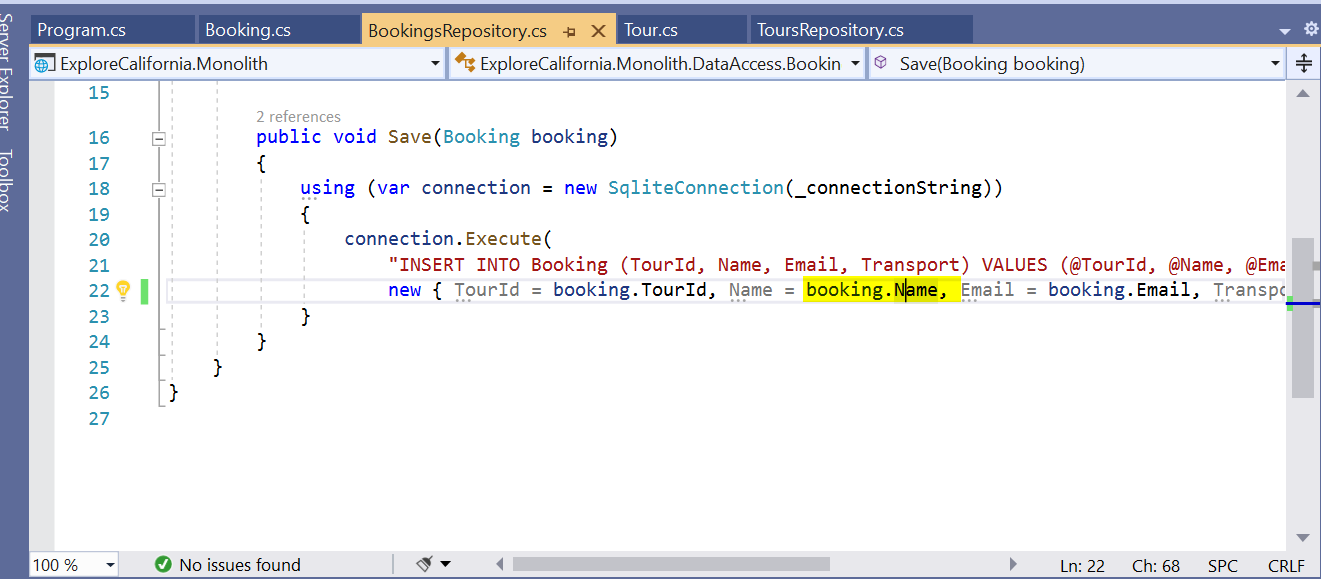 Server Explorer
Toolbox
Program.cs Booking.cs BookingsRepository.cs Tour.cs ToursRepository.cs
ExploreCalifornia.Monolith ExploreCalifornia.Monolith.DataAccess.Bookin Save(Booking booking)
15
2 references
16 public void Save(Booking booking)
17 {
18 using (var connection = new SqliteConnection(_connectionString))
19 {
20 connection.Execute(
21 "INSERT INTO Booking (TourId, Name, Email, Transport) VALUES (@TourId, @Name, @Ema
22 new { TourId = booking.TourId, Name = booking.Name, Email = booking.Email, Transpo
23 }
24 }
25 }
26 }
27
100 % No issues found Ln: 22 Ch: 68 SPC CRLF